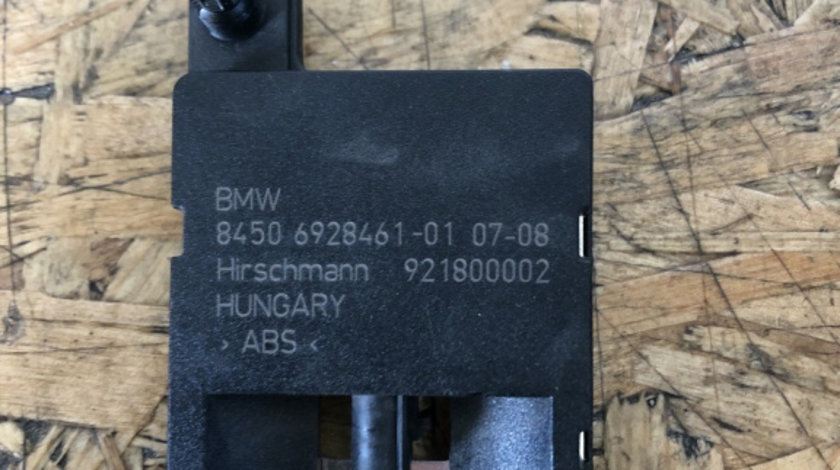 BMW
8450 6928461-01 07-08
Hirschmann 921800002
HUNGARY
› ABS ‹